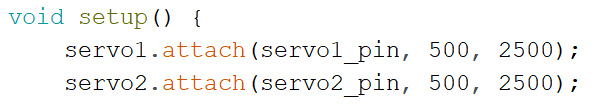 void setup() {
    servo1.attach(servo1_pin, 500, 2500);
    servo2.attach(servo2_pin, 500, 2500);